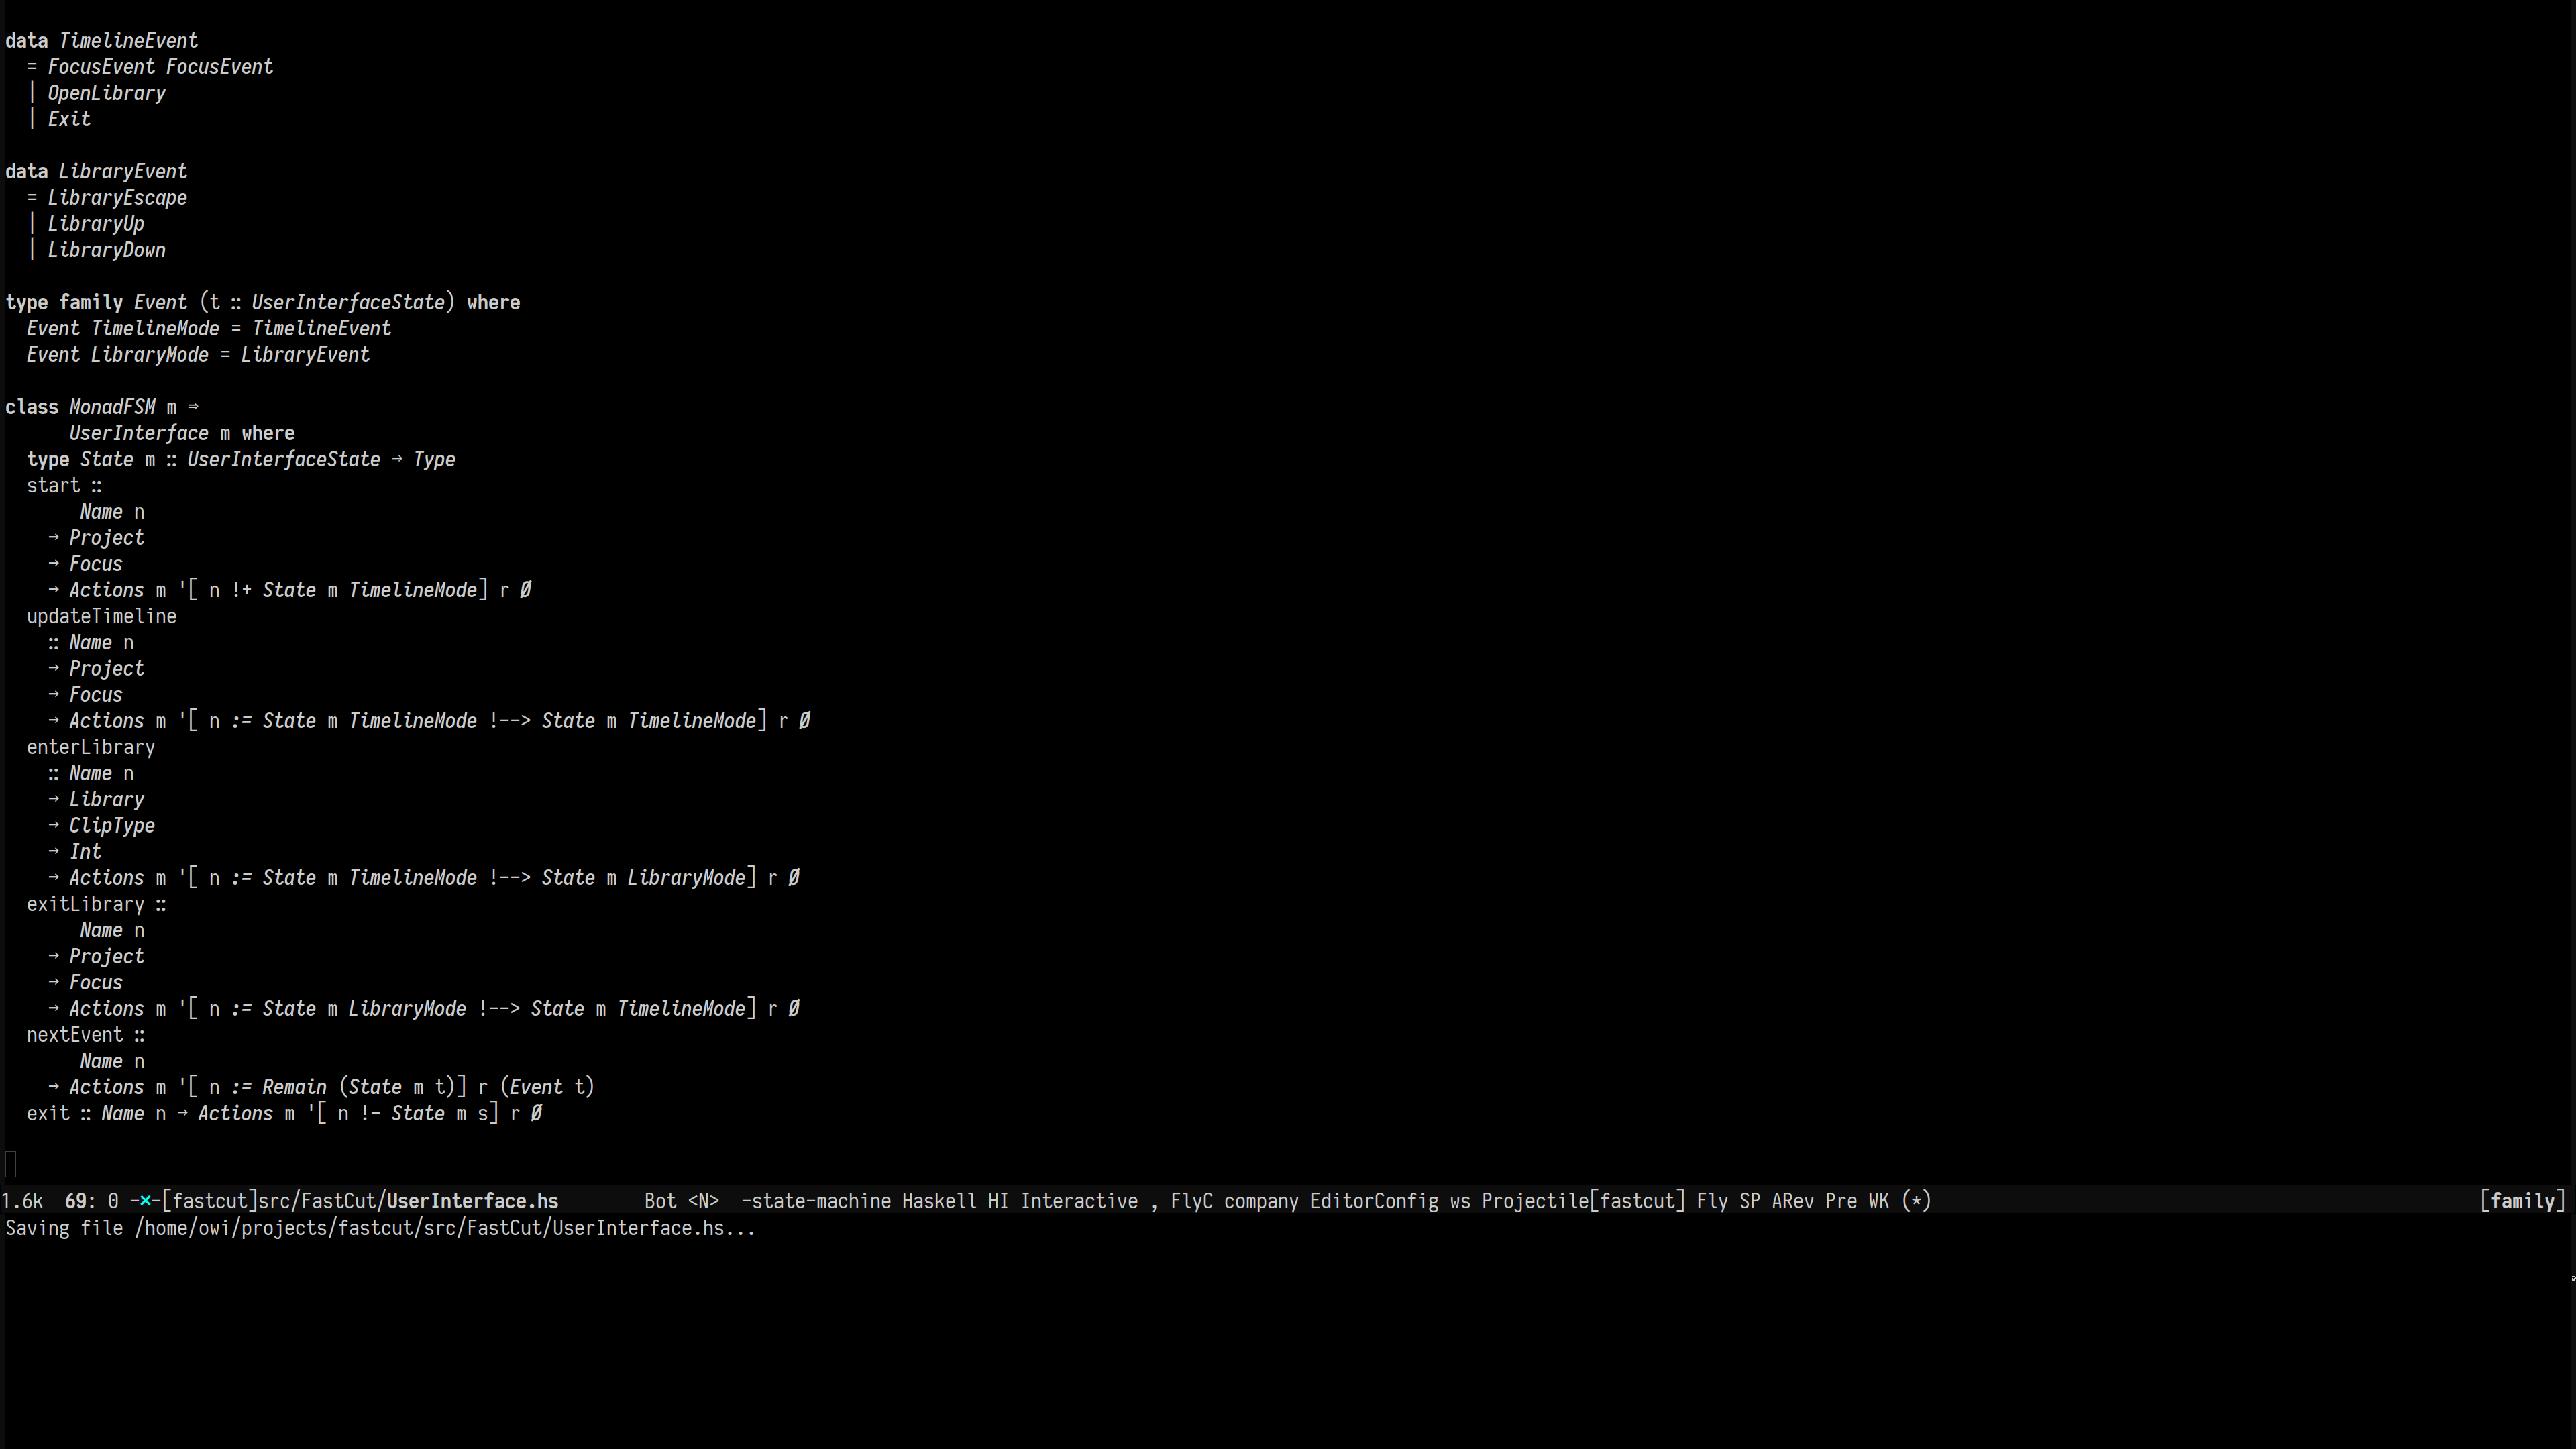 data TimelineEvent
  = FocusEvent FocusEvent
  | OpenLibrary
  | Exit

data LibraryEvent
  = LibraryEscape
  | LibraryUp
  | LibraryDown

type family Event (t :: UserInterfaceState) where
  Event TimelineMode = TimelineEvent
  Event LibraryMode = LibraryEvent

class MonadFSM m ⇒
      UserInterface m where
  type State m :: UserInterfaceState → Type
  start ::
       Name n
    → Project
    → Focus
    → Actions m '[ n !+ State m TimelineMode] r Ø
  updateTimeline
    :: Name n
    → Project
    → Focus
    → Actions m '[ n := State m TimelineMode !--> State m TimelineMode] r Ø
  enterLibrary
    :: Name n
    → Library
    → ClipType
    → Int
    → Actions m '[ n := State m TimelineMode !--> State m LibraryMode] r Ø
  exitLibrary ::
       Name n
    → Project
    → Focus
    → Actions m '[ n := State m LibraryMode !--> State m TimelineMode] r Ø
  nextEvent ::
       Name n
    → Actions m '[ n := Remain (State m t)] r (Event t)
  exit :: Name n → Actions m '[ n !- State m s] r Ø

1.6k  69: 0 -×-[fastcut]src/FastCut/UserInterface.hs        Bot <N>  -state-machine Haskell HI Interactive , FlyC company EditorConfig ws Projectile[fastcut] Fly SP ARev Pre WK (*)    [family]
Saving file /home/owi/projects/fastcut/src/FastCut/UserInterface.hs...